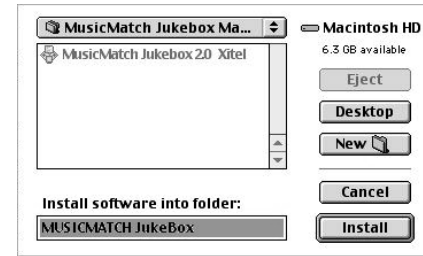 MusicMatch Jukebox Ma...
Macintosh HD
6.3 GB available
MusicMatch Jukebox 2.0 Xitel
Eject
Desktop
New
Cancel
Install software into folder:
MUSICMATCH JukeBox
Install